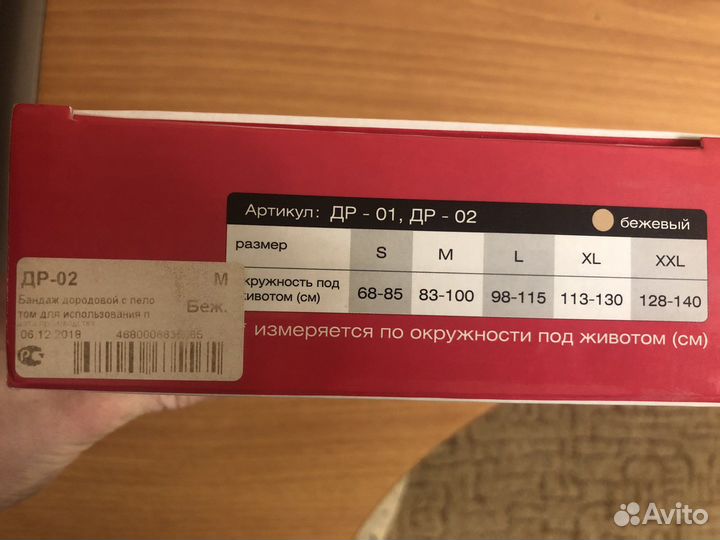 Артикул: ДР - 01, ДР - 02 бежевый
размер S M L XL XXL
окружность под
животом (см) 68-85 83-100 98-115 113-130 128-140
* измеряется по окружности под животом (см)
ДР-02 М
Бандаж дородовой с пело
том для использования п Беж.
06.12.2018
РС
Avito